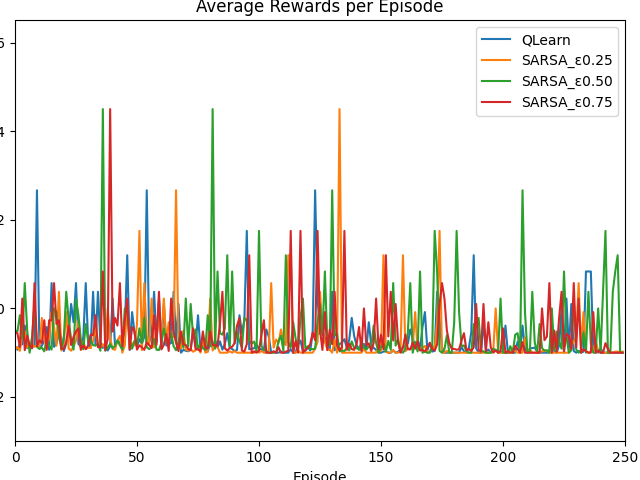 Average Rewards per Episode
QLearn
SARSA_ε0.25
SARSA_ε0.50
SARSA_ε0.75
6
4
2
0
2
0 50 100 150 200 250
Episode